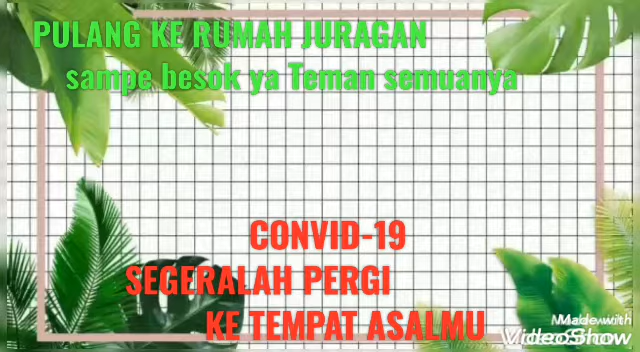 PULANG KE RUMAH JURAGAN
sampe besok ya Teman semuanya
CONVID-19
SEGERALAH PERGI
KE TEMPAT ASALMU
Made with
VideoShow